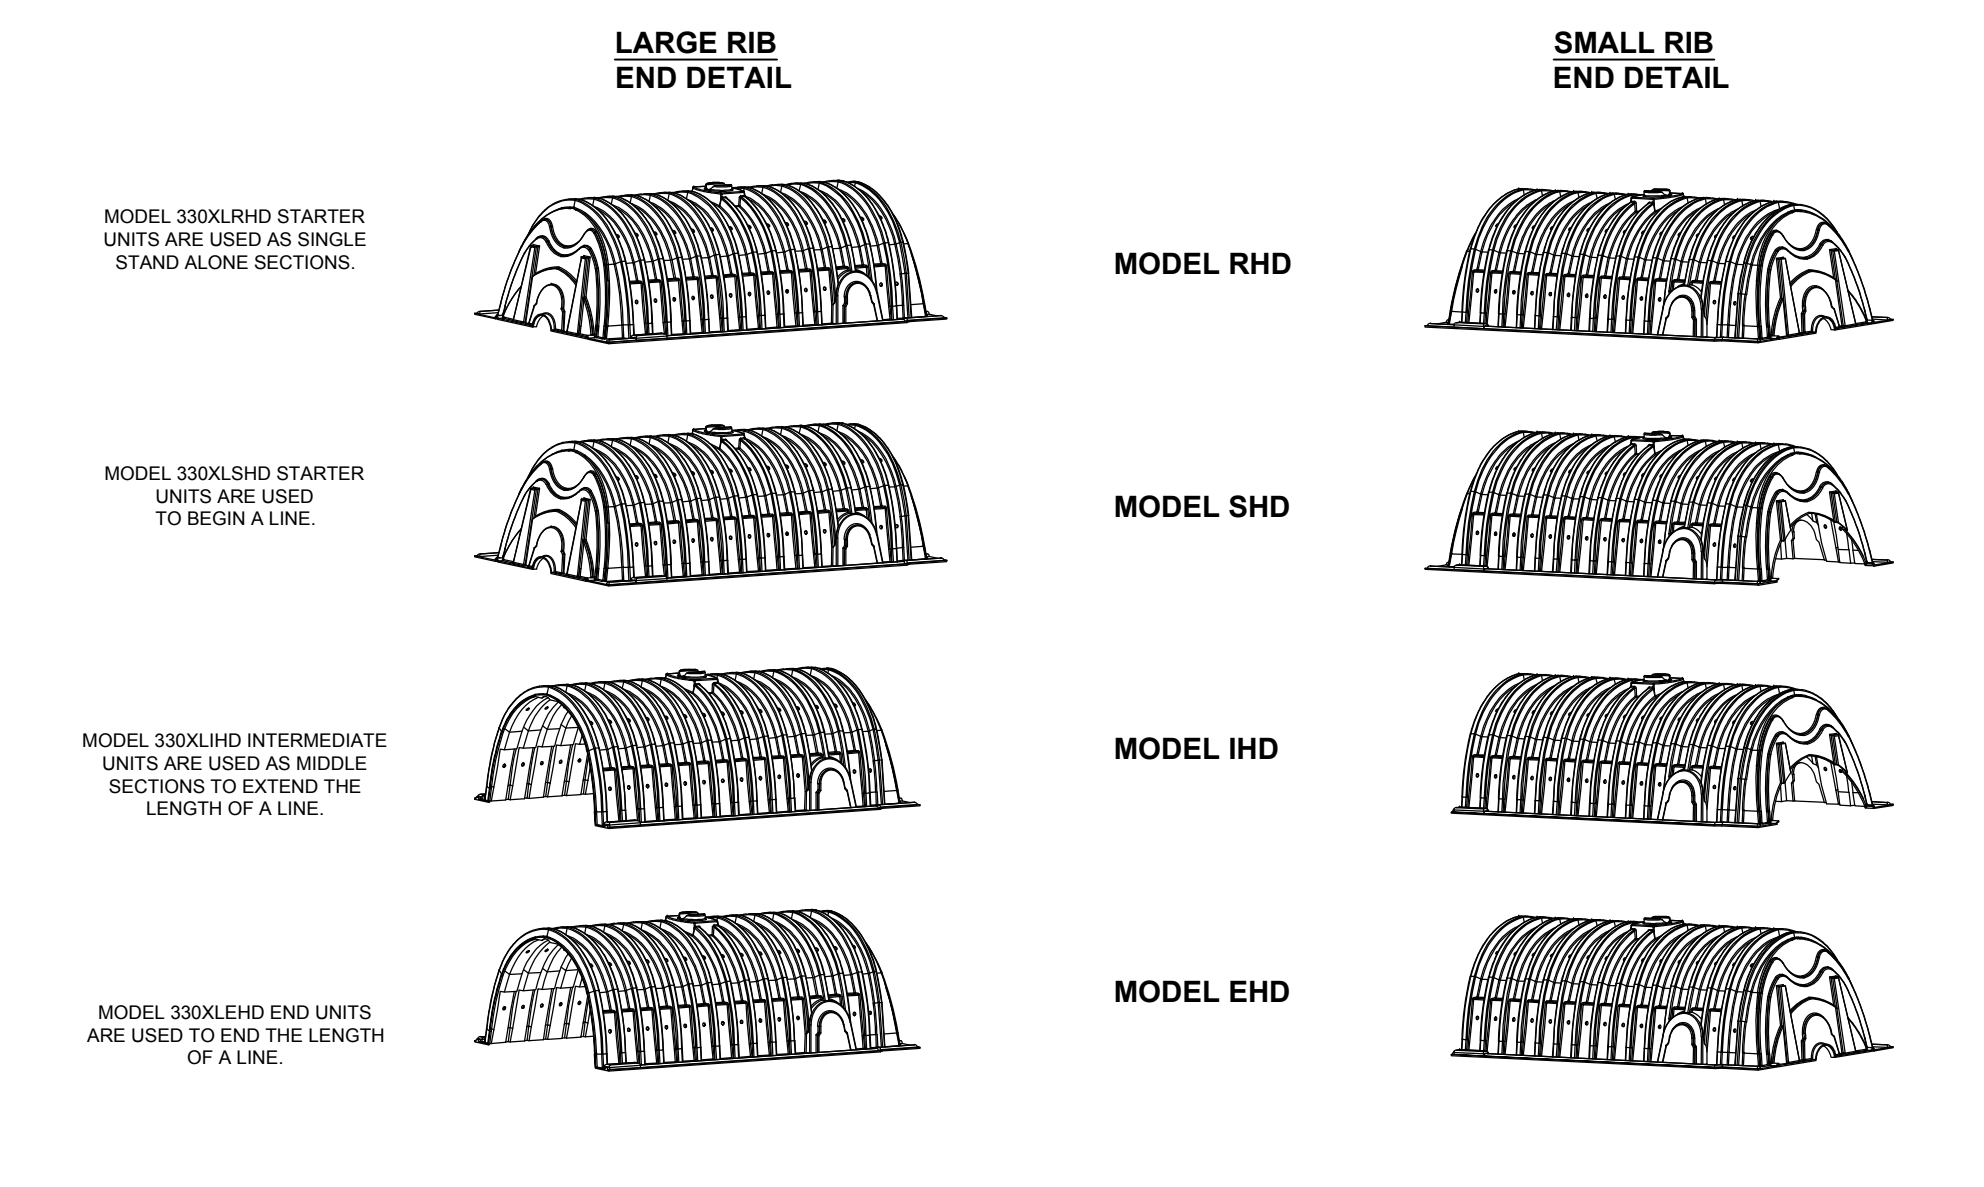 LARGE RIB
END DETAIL
SMALL RIB
END DETAIL
MODEL 330XLRHD STARTER
UNITS ARE USED AS SINGLE
STAND ALONE SECTIONS.
MODEL RHD
MODEL 330XLSHD STARTER
UNITS ARE USED
TO BEGIN A LINE.
MODEL SHD
MODEL 330XLIHD INTERMEDIATE
UNITS ARE USED AS MIDDLE
SECTIONS TO EXTEND THE
LENGTH OF A LINE.
MODEL IHD
MODEL 330XLEHD END UNITS
ARE USED TO END THE LENGTH
OF A LINE.
MODEL EHD